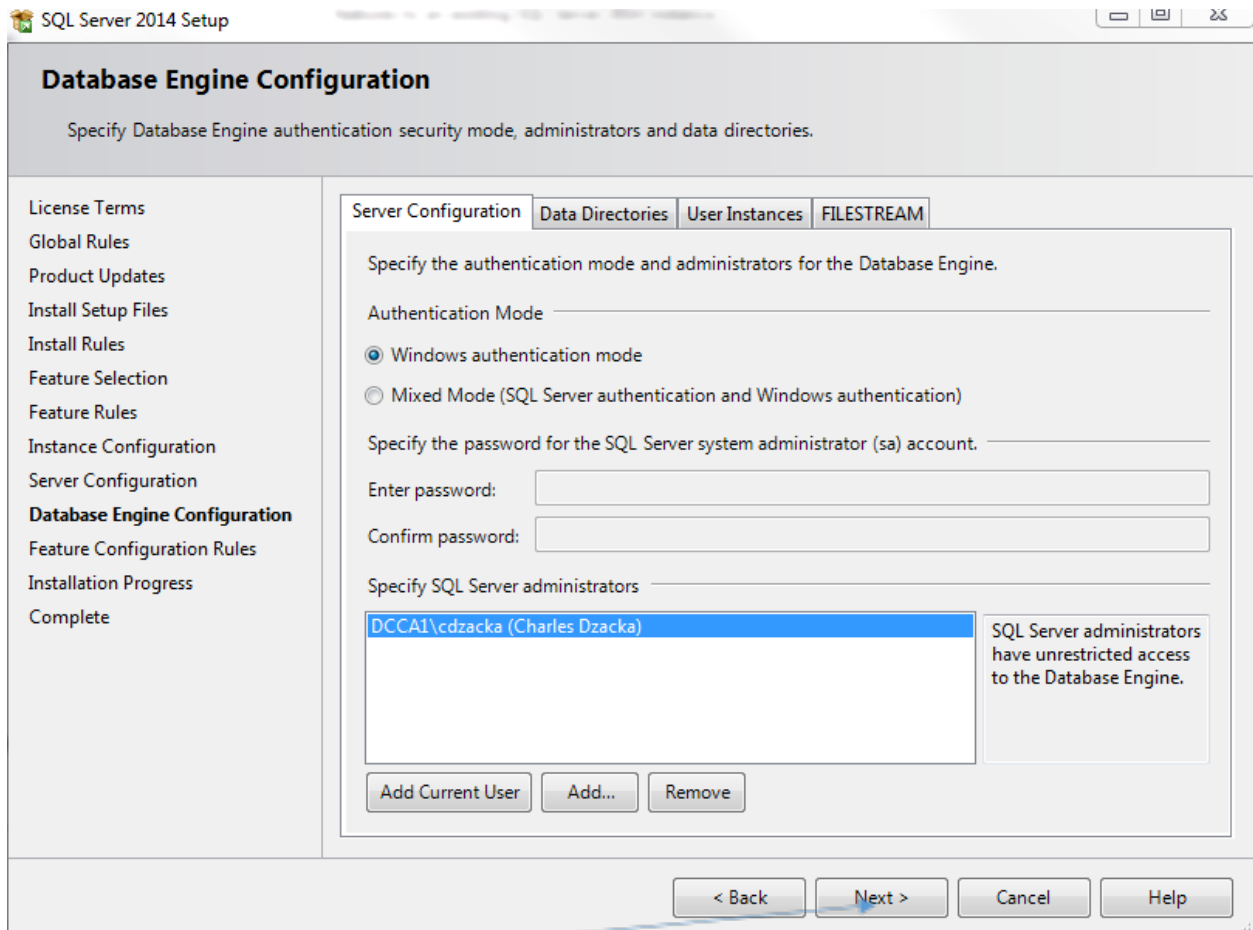 SQL Server 2014 Setup
Database Engine Configuration
Specify Database Engine authentication security mode, administrators and data directories.
License Terms
Global Rules
Product Updates
Install Setup Files
Install Rules
Feature Selection
Feature Rules
Instance Configuration
Server Configuration
Database Engine Configuration
Feature Configuration Rules
Installation Progress
Complete
Server Configuration Data Directories User Instances FILESTREAM
Specify the authentication mode and administrators for the Database Engine.
Authentication Mode
Windows authentication mode
Mixed Mode (SQL Server authentication and Windows authentication)
Specify the password for the SQL Server system administrator (sa) account.
Enter password:
Confirm password:
Specify SQL Server administrators
DCCA1\cdzacka (Charles Dzacka)
SQL Server administrators
have unrestricted access
to the Database Engine.
Add Current User Add... Remove
< Back Next > Cancel Help